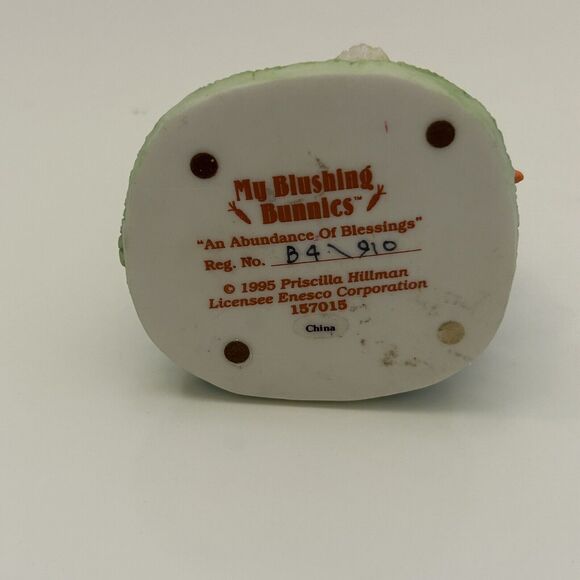 My Blushing
Bunnies™
"An Abundance Of Blessings"
Reg. No. B4\910
© 1995 Priscilla Hillman
Licensee Enesco Corporation
157015
China